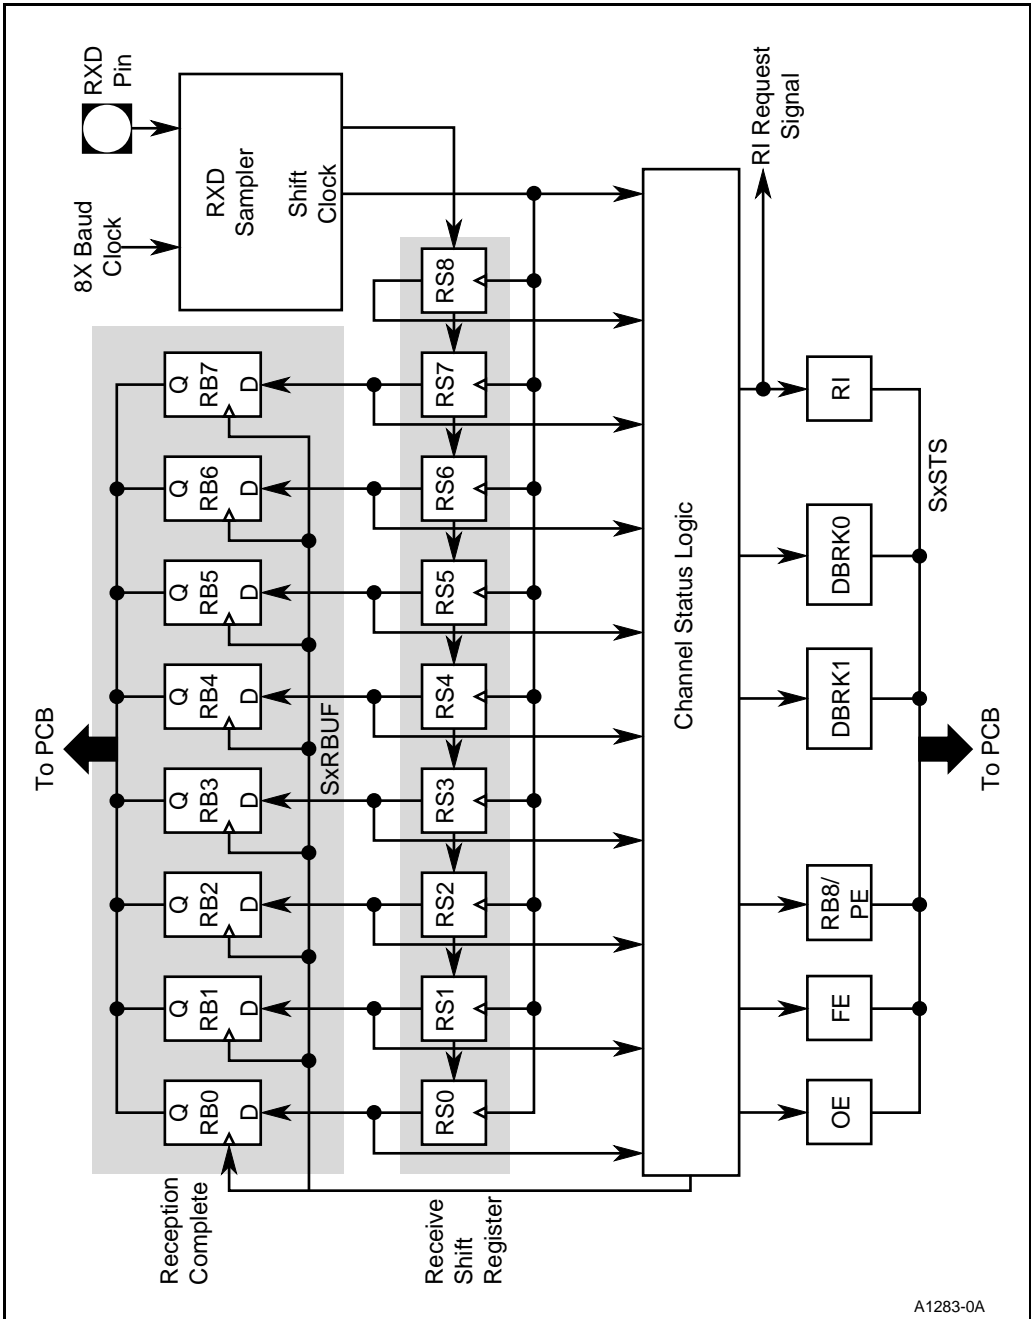 RXD
Pin
8X Baud
Clock
RXD
Sampler
Shift
Clock
RI Request
Signal
To PCB
Q
RB7
D
Q
RB6
D
Q
RB5
D
Q
RB4
D
Q
RB3
D
Q
RB2
D
Q
RB1
D
Q
RB0
D
SxRBUF
Reception
Complete
RS8
RS7
RS6
RS5
RS4
RS3
RS2
RS1
RS0
Receive
Shift
Register
Channel Status Logic
RI
DBRK0
DBRK1
RB8/
PE
FE
OE
SxSTS
To PCB
A1283-0A